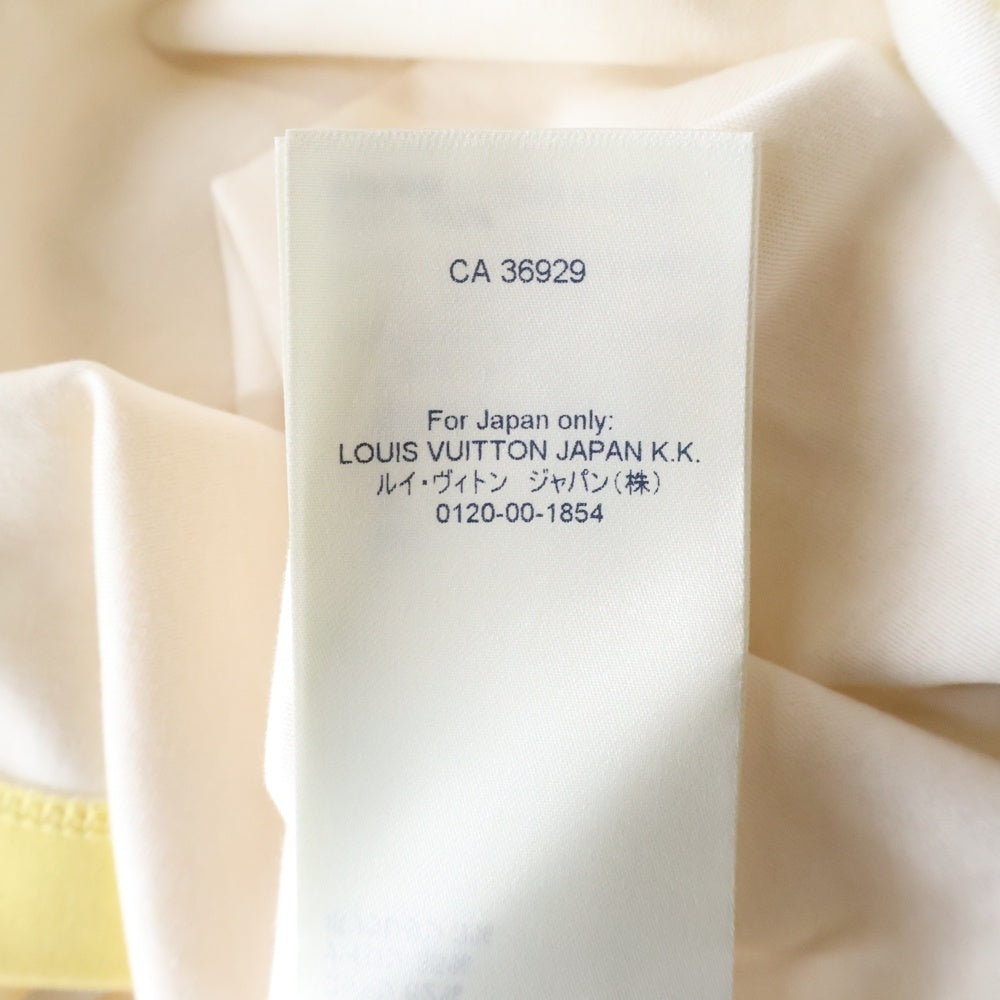 CA 36929
For Japan only:
LOUIS VUITTON JAPAN K.K.
ルイ・ヴィトン　ジャパン（株）
0120-00-1854